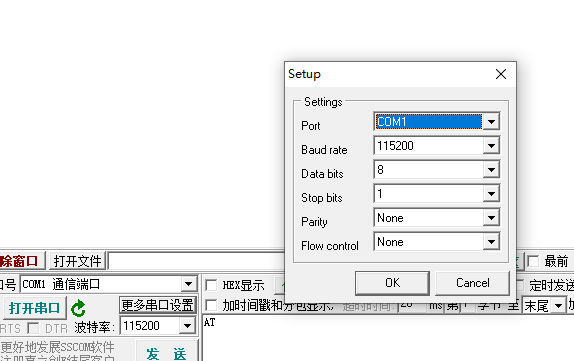 Setup
Settings
Port COM1
Baud rate 115200
Data bits 8
Stop bits 1
Parity None
Flow control None
OK Cancel
除窗口 打开文件 最前
口号 COM1 通信端口 HEX显示 定时发送
打开串口 更多串口设置 加时间戳和分包显示, 超时时间 20 ms 第 1 字节 至 末尾 加
RTS DTR 波特率: 115200 AT
更好地发展SSCOM软件
发 送